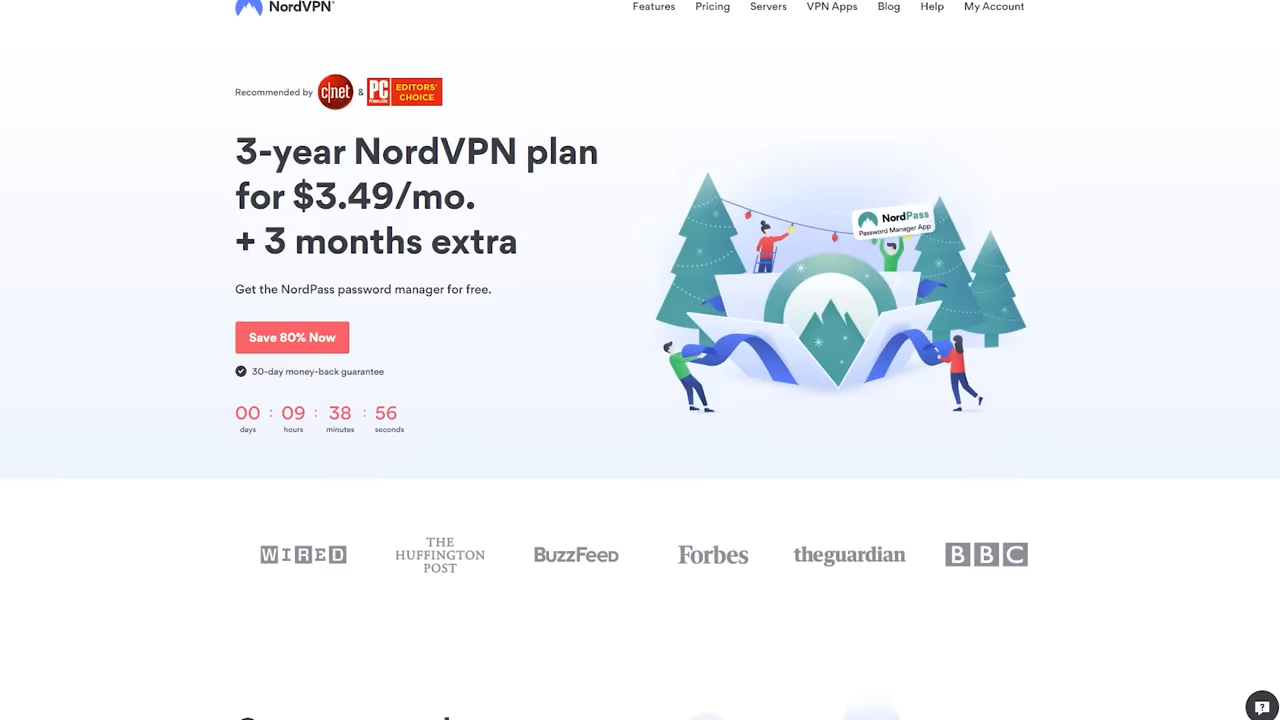 NordVPN®
Features Pricing Servers VPN Apps Blog Help My Account
Recommended by c|net & PC MAGAZINE EDITORS' CHOICE
3-year NordVPN plan
for $3.49/mo.
+ 3 months extra
Get the NordPass password manager for free.
Save 80% Now
30-day money-back guarantee
00 : 09 : 38 : 56
days hours minutes seconds
NordPass
Password Manager App
WIRED
THE
HUFFINGTON
POST
BuzzFeed
Forbes
theguardian
BBC
?